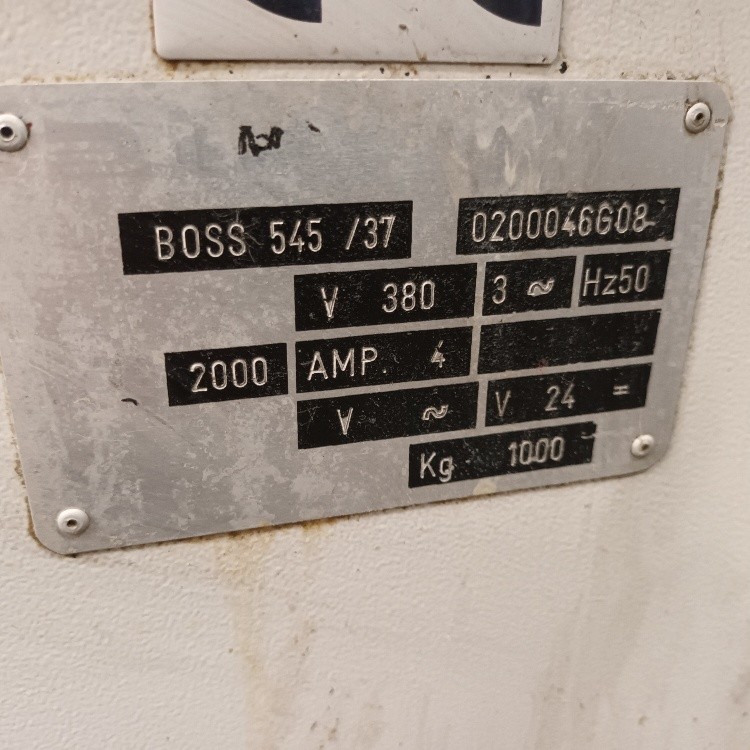 BOSS 545 /37 0200046G08
V 380 3 ~ Hz50
2000 AMP. 4
V ~ V 24 =
Kg 1000